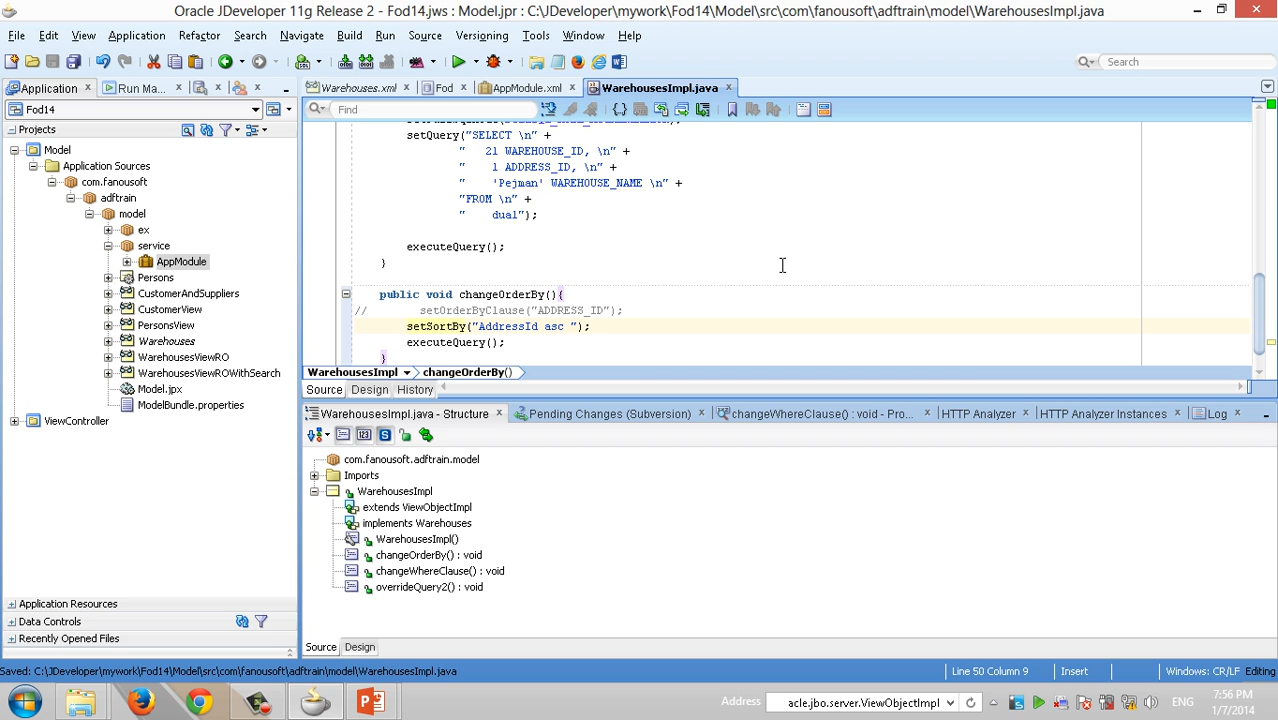 Oracle JDeveloper 11g Release 2 - Fod14.jws : Model.jpr : C:\JDeveloper\mywork\Fod14\Model\src\com\fanousoft\adftrain\model\WarehousesImpl.java
File Edit View Application Refactor Search Navigate Build Run Source Versioning Tools Window Help
Search
Application Run Ma...
Warehouses.xml Fod AppModule.xml WarehousesImpl.java
Fod14
Find
Projects
Model
Application Sources
com.fanousoft
adftrain
model
ex
service
AppModule
Persons
CustomerAndSuppliers
CustomerView
PersonsView
Warehouses
WarehousesViewRO
WarehousesViewROWithSearch
Model.jpx
ModelBundle.properties
ViewController
setQuery("SELECT \n" +
"   21 WAREHOUSE_ID, \n" +
"    1 ADDRESS_ID, \n" +
"    'Pejman' WAREHOUSE_NAME \n" +
"FROM \n" +
"    dual");
executeQuery();
}
public void changeOrderBy(){
//      setOrderByClause("ADDRESS_ID");
setSortBy("AddressId asc ");
executeQuery();
}
WarehousesImpl changeOrderBy()
Source Design History
WarehousesImpl.java - Structure Pending Changes (Subversion) changeWhereClause() : void - Pro... HTTP Analyzer HTTP Analyzer Instances Log
com.fanousoft.adftrain.model
Imports
WarehousesImpl
extends ViewObjectImpl
implements Warehouses
WarehousesImpl()
changeOrderBy() : void
changeWhereClause() : void
overrideQuery2() : void
Application Resources
Data Controls
Recently Opened Files
Source Design
Saved: C:\JDeveloper\mywork\Fod14\Model\src\com\fanousoft\adftrain\model\WarehousesImpl.java
Line 50 Column 9 Insert Windows: CR/LF Editing
Address acle.jbo.server.ViewObjectImpl ENG
7:56 PM
1/7/2014